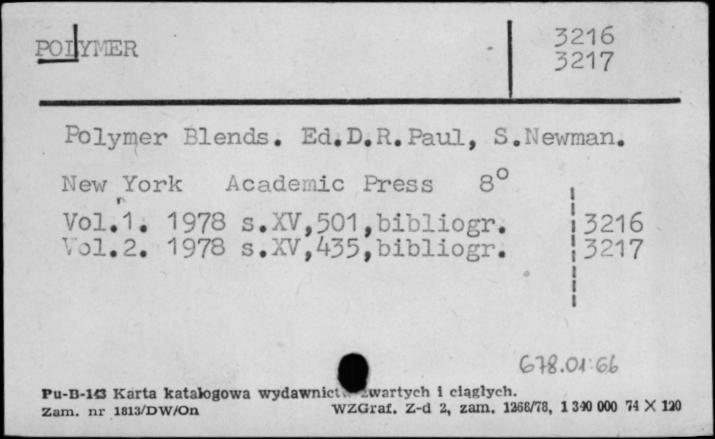 POLYMER
3216
3217
Polymer Blends. Ed.D.R.Paul, S.Newman.
New York Academic Press 8°
Vol.1. 1978 s.XV,501,bibliogr. 3216
Vol.2. 1978 s.XV,435,bibliogr. 3217
678.01:66
Pu-B-143 Karta katalogowa wydawnictw zwartych i ciągłych.
Zam. nr 1813/DW/On WZGraf. Z-d 2, zam. 1268/78, 1 340 000 74 X 120